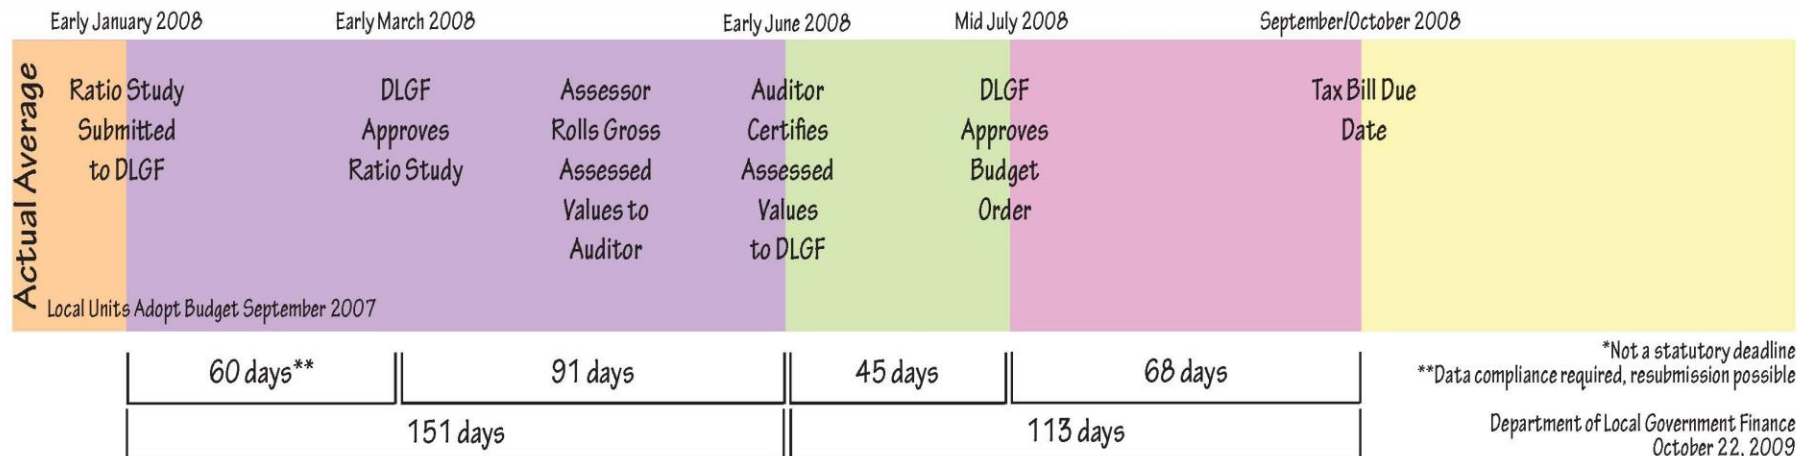 Early January 2008
Early March 2008
Early June 2008
Mid July 2008
September/October 2008
Actual Average
Ratio Study
Submitted
to DLGF
DLGF
Approves
Ratio Study
Assessor
Rolls Gross
Assessed
Values to
Auditor
Auditor
Certifies
Assessed
Values
to DLGF
DLGF
Approves
Budget
Order
Tax Bill Due
Date
Local Units Adopt Budget September 2007
60 days**
91 days
45 days
68 days
151 days
113 days
*Not a statutory deadline
**Data compliance required, resubmission possible
Department of Local Government Finance
October 22, 2009